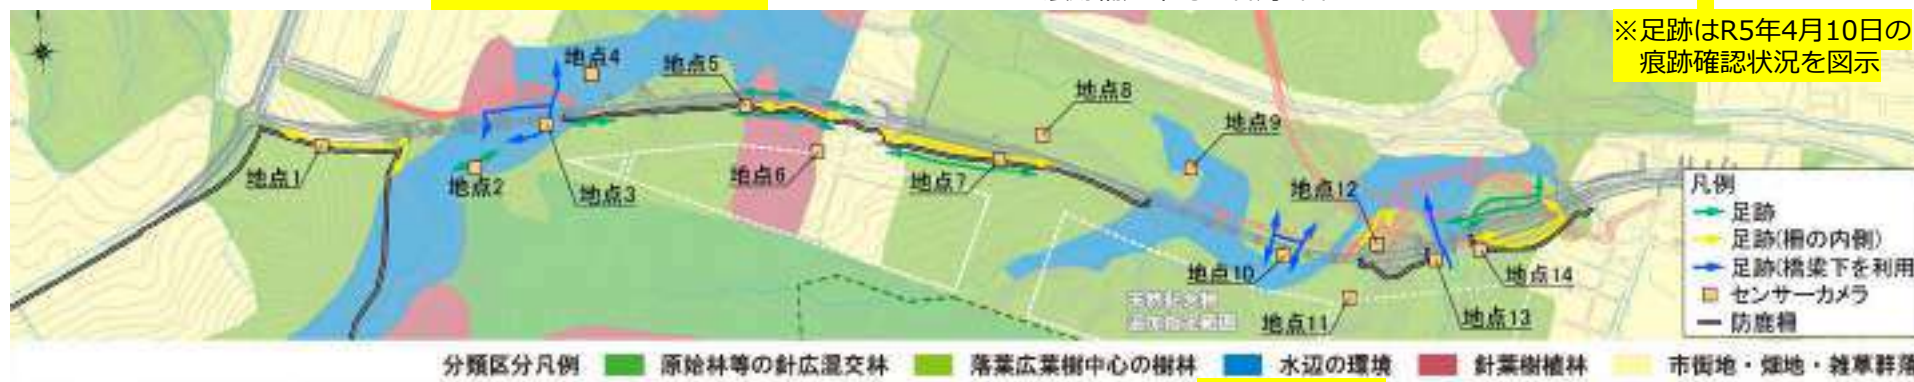 ※足跡はR5年4月10日の
痕跡確認状況を図示
地点4
地点5
地点8
地点9
地点1
地点2
地点3
地点6
地点7
地点12
地点10
地点11
地点13
地点14
凡例
足跡
足跡(柵の内側)
足跡(橋梁下を利用
センサーカメラ
防鹿柵
天然記念物
分類区分凡例 原始林等の針広混交林 落葉広葉樹中心の樹林 水辺の環境 針葉樹植林 市街地・畑地・雑草群落